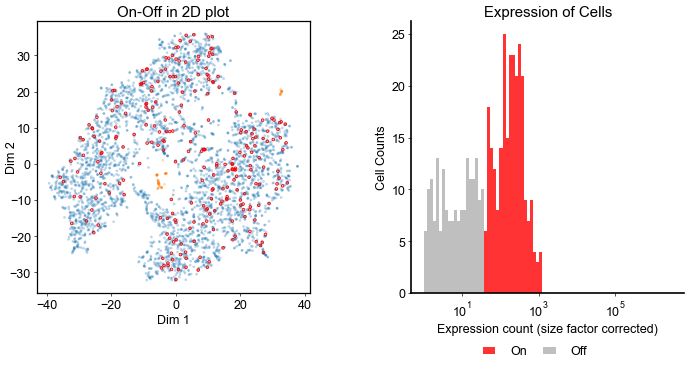 On-Off in 2D plot
Dim 2
30
20
10
0
−10
−20
−30
−40
−20
0
20
40
Dim 1
Expression of Cells
Cell Counts
25
20
15
10
5
0
10^1
10^3
10^5
Expression count (size factor corrected)
On
Off